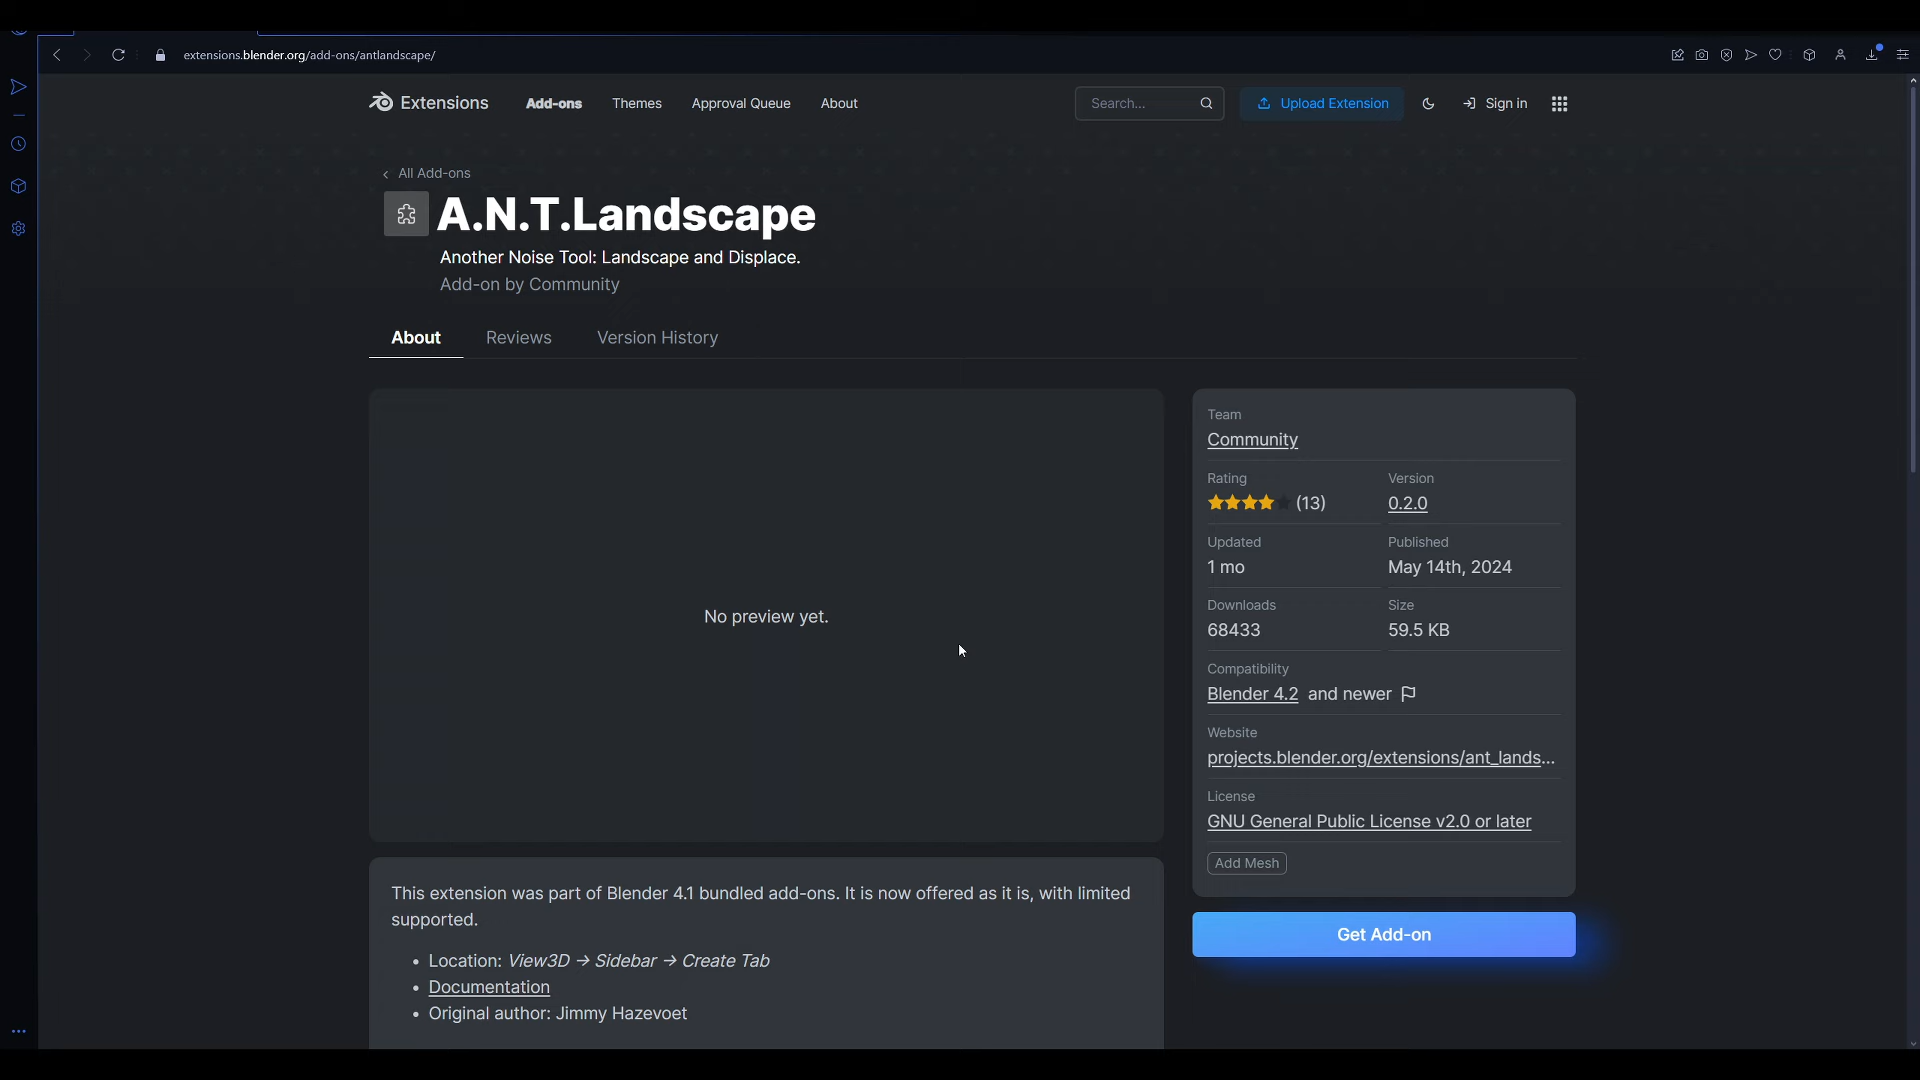 extensions.blender.org/add-ons/antlandscape/
Extensions
Add-ons
Themes
Approval Queue
About
Search...
Upload Extension
Sign in
All Add-ons
A.N.T.Landscape
Another Noise Tool: Landscape and Displace.
Add-on by Community
About
Reviews
Version History
No preview yet.
This extension was part of Blender 4.1 bundled add-ons. It is now offered as it is, with limited
supported.
• Location: View3D → Sidebar → Create Tab
• Documentation
• Original author: Jimmy Hazevoet
Team
Community
Rating
(13)
Version
0.2.0
Updated
1 mo
Published
May 14th, 2024
Downloads
68433
Size
59.5 KB
Compatibility
Blender 4.2 and newer
Website
projects.blender.org/extensions/ant_lands...
License
GNU General Public License v2.0 or later
Add Mesh
Get Add-on